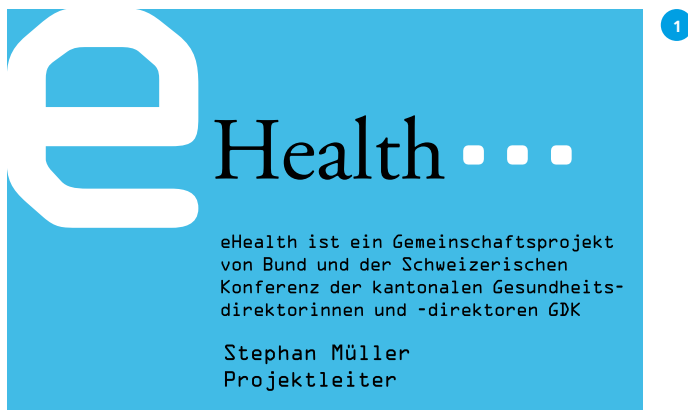 eHealth
eHealth ist ein Gemeinschaftsprojekt
von Bund und der Schweizerischen
Konferenz der kantonalen Gesundheits-
direktorinnen und -direktoren GDK
Stephan Müller
Projektleiter
1